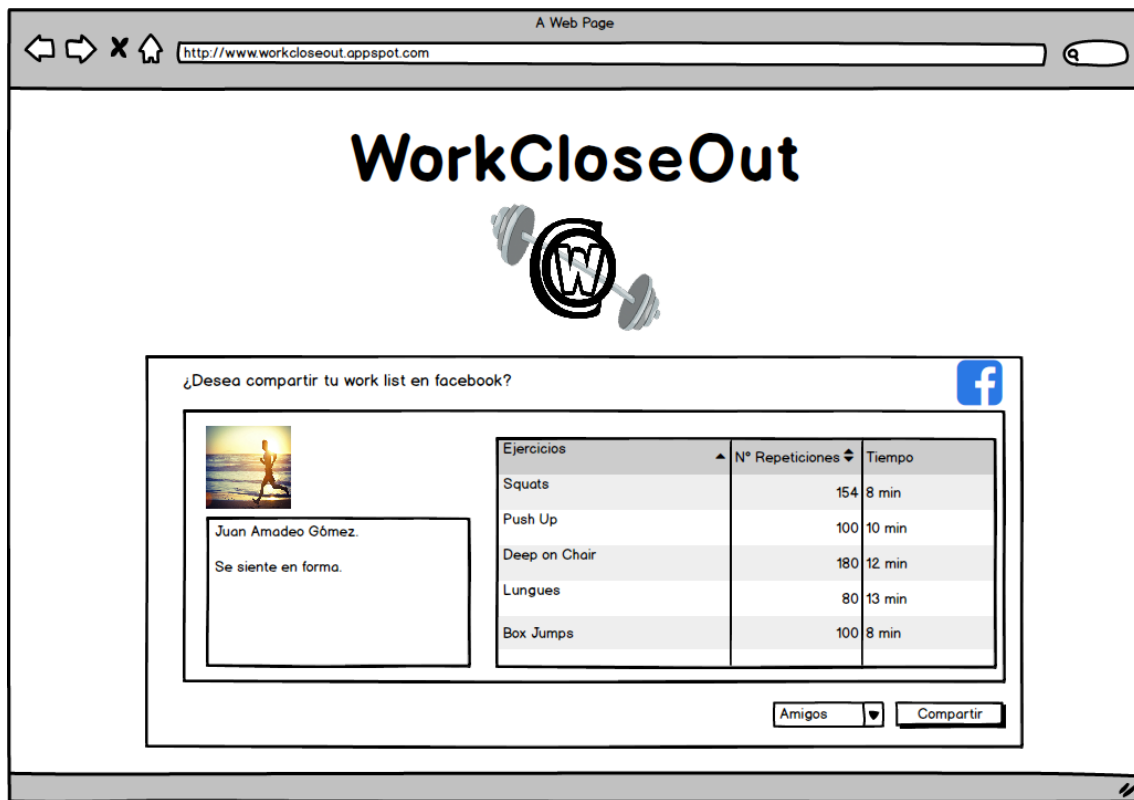 A Web Page
http://www.workcloseout.appspot.com
WorkCloseOut
CW
¿Desea compartir tu work list en facebook?
f
Juan Amadeo Gómez.
Se siente en forma.
Ejercicios N° Repeticiones Tiempo
Squats 154 8 min
Push Up 100 10 min
Deep on Chair 180 12 min
Lungues 80 13 min
Box Jumps 100 8 min
Amigos Compartir